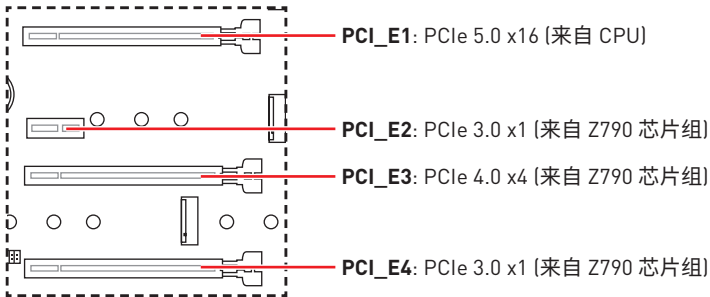 PCI_E1: PCIe 5.0 x16 (来自 CPU)
PCI_E2: PCIe 3.0 x1 (来自 Z790 芯片组)
PCI_E3: PCIe 4.0 x4 (来自 Z790 芯片组)
PCI_E4: PCIe 3.0 x1 (来自 Z790 芯片组)